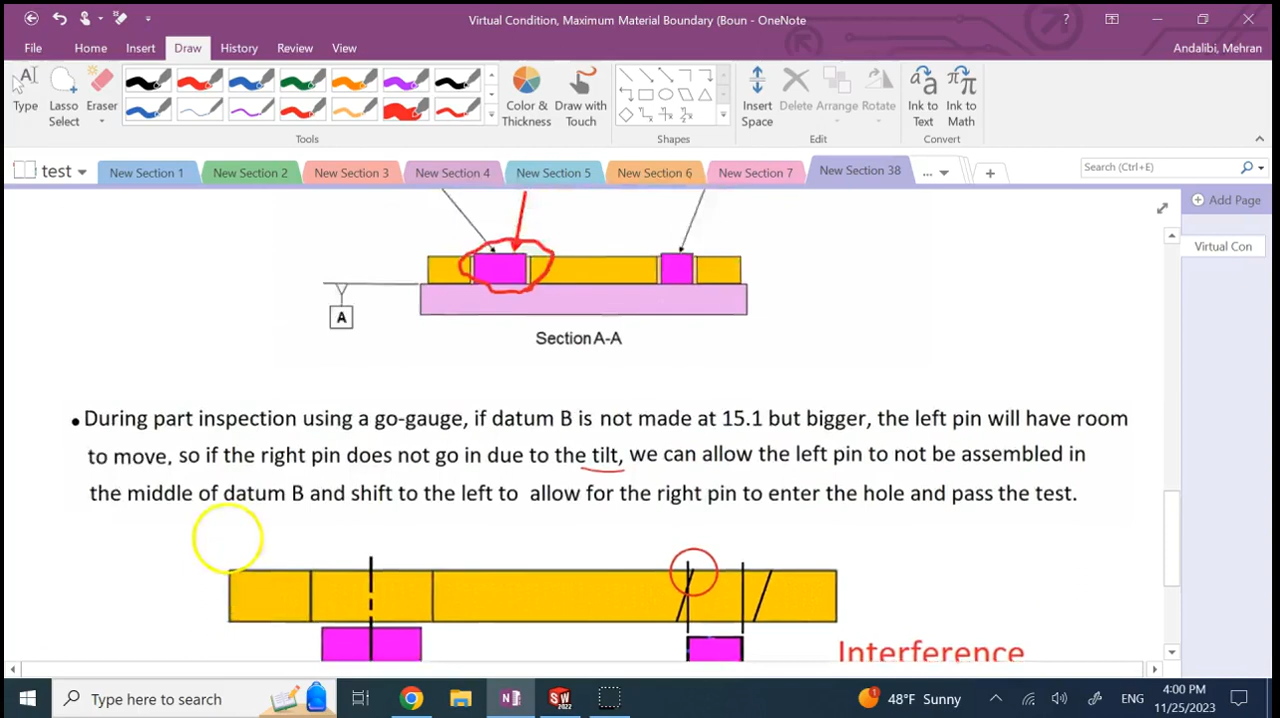 Virtual Condition, Maximum Material Boundary (Boun - OneNote
?
File Home Insert Draw History Review View
Andalibi, Mehran
Type Lasso Select Eraser
Color & Thickness Draw with Touch
Insert Space Delete Arrange Rotate
Ink to Text Ink to Math
Tools Shapes Edit Convert
test New Section 1 New Section 2 New Section 3 New Section 4 New Section 5 New Section 6 New Section 7 New Section 38 ... Search (Ctrl+E)
Add Page
Virtual Con
A
Section A-A
• During part inspection using a go-gauge, if datum B is not made at 15.1 but bigger, the left pin will have room
to move, so if the right pin does not go in due to the tilt, we can allow the left pin to not be assembled in
the middle of datum B and shift to the left to allow for the right pin to enter the hole and pass the test.
Interference
Type here to search
48°F Sunny
ENG
4:00 PM
11/25/2023